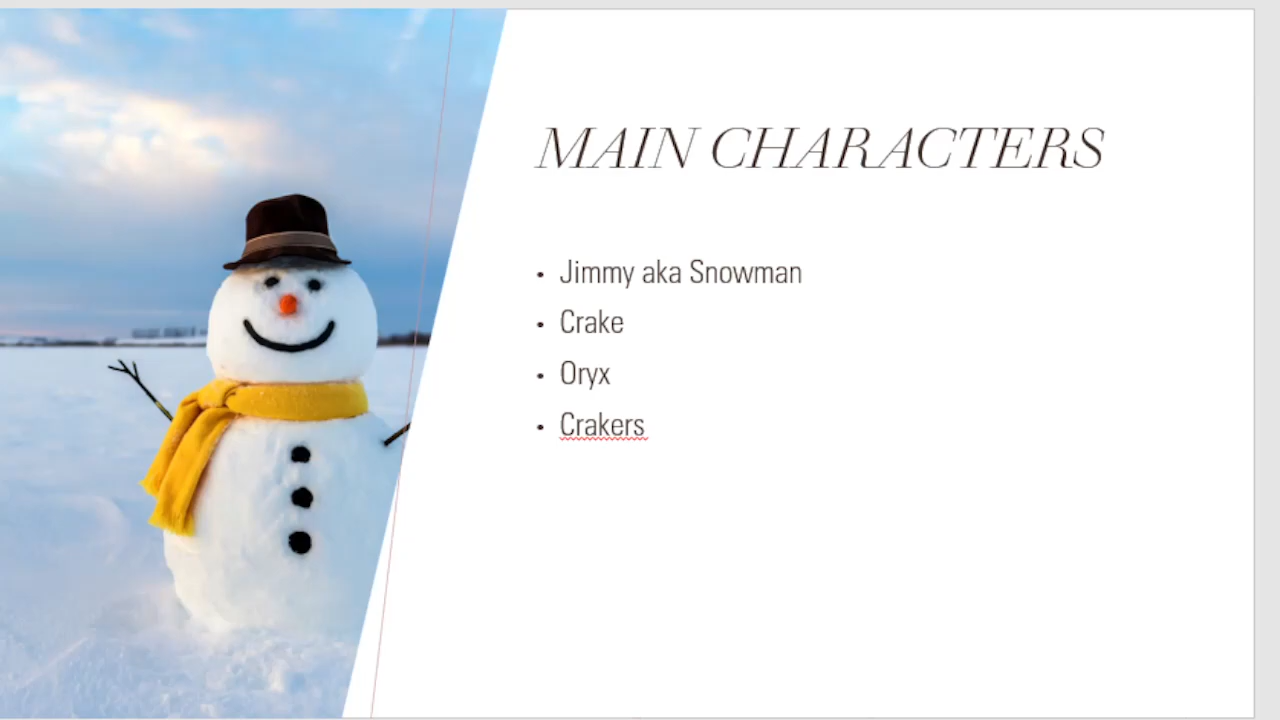 MAIN CHARACTERS
• Jimmy aka Snowman
• Crake
• Oryx
• Crakers